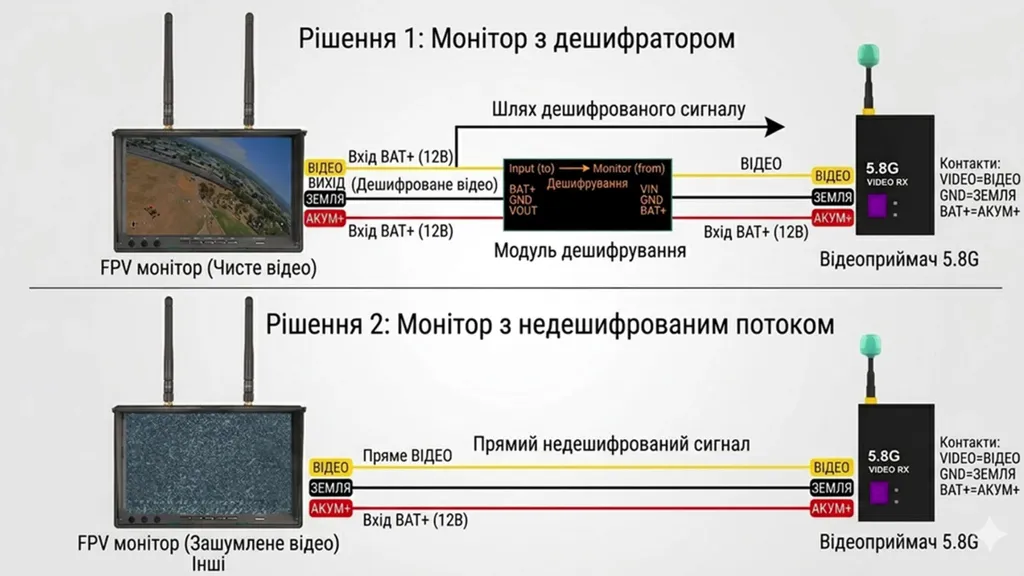 Рішення 1: Монітор з дешифратором
Шлях дешифрованого сигналу
Вхід BAT+ (12В)
ВІДЕО
ВИХІД (Дешифроване відео)
ЗЕМЛЯ
АКУМ+
Вхід BAT+ (12В)
FPV монітор (Чисте відео)
Input (to) Monitor (from)
Дешифрування
BAT+ VIN
GND GND
VOUT BAT+
Модуль дешифрування
ВІДЕО
Вхід BAT+ (12В)
ВІДЕО
ЗЕМЛЯ
АКУМ+
5.8G
VIDEO RX
Контакти:
VIDEO=ВІДЕО
GND=ЗЕМЛЯ
BAT+=АКУМ+
Відеоприймач 5.8G
Рішення 2: Монітор з недешифрованим потоком
Прямий недешифрований сигнал
Пряме ВІДЕО
ВІДЕО
ЗЕМЛЯ
АКУМ+
Вхід BAT+ (12В)
FPV монітор (Зашумлене відео)
Інші
ВІДЕО
ЗЕМЛЯ
АКУМ+
5.8G
VIDEO RX
Контакти:
VIDEO=ВІДЕО
GND=ЗЕМЛЯ
BAT+=АКУМ+
Відеоприймач 5.8G